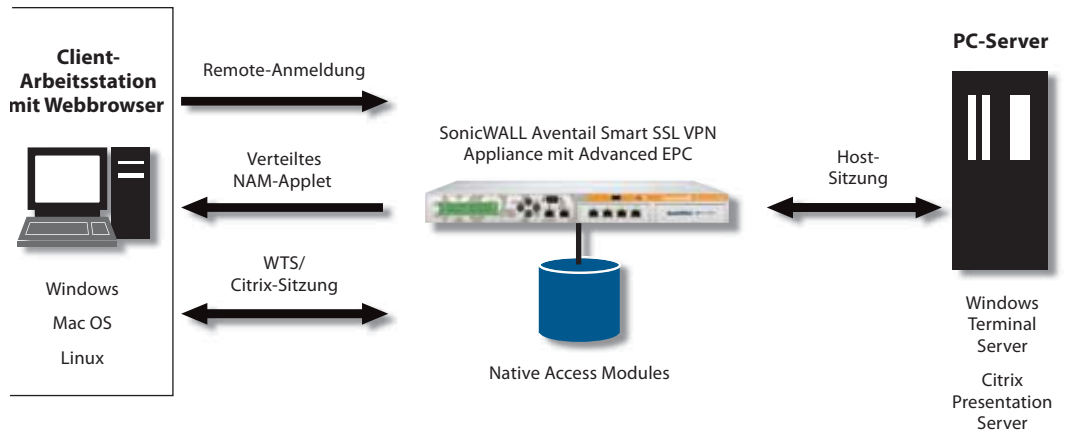 Client-
Arbeitsstation
mit Webbrowser
Windows
Mac OS
Linux
Remote-Anmeldung
Verteiltes
NAM-Applet
WTS/
Citrix-Sitzung
SonicWALL Aventail Smart SSL VPN
Appliance mit Advanced EPC
Native Access Modules
Host-
Sitzung
PC-Server
Windows
Terminal
Server
Citrix
Presentation
Server